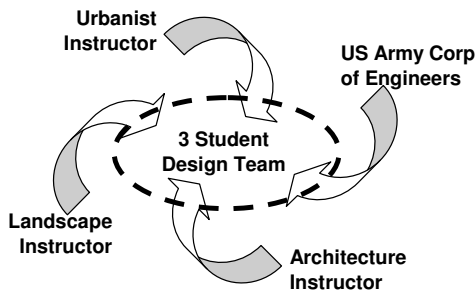 Urbanist
Instructor
US Army Corp
of Engineers
3 Student
Design Team
Landscape
Instructor
Architecture
Instructor